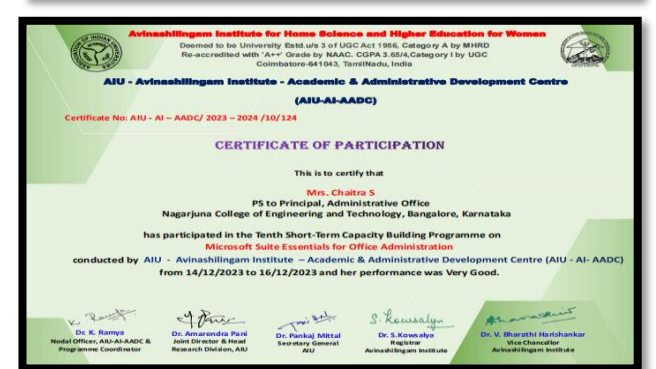 Avinashilingam Institute for Home Science and Higher Education for Women
Deemed to be University Estd.u/s 3 of UGC Act 1956, Category A by MHRD
Re-accredited with 'A++' Grade by NAAC. CGPA 3.65/4,Category I by UGC
Coimbatore-641043, TamilNadu, India
AIU - Avinashilingam Institute - Academic & Administrative Development Centre
(AIU-AI-AADC)
Certificate No: AIU - AI – AADC/ 2023 – 2024 /10/124
CERTIFICATE OF PARTICIPATION
This is to certify that
Mrs. Chaitra S
PS to Principal, Administrative Office
Nagarjuna College of Engineering and Technology, Bangalore, Karnataka
has participated in the Tenth Short-Term Capacity Building Programme on
Microsoft Suite Essentials for Office Administration
conducted by AIU - Avinashilingam Institute – Academic & Administrative Development Centre (AIU - AI- AADC)
from 14/12/2023 to 16/12/2023 and her performance was Very Good.
Dr. K. Ramya
Nodal Officer, AIU-AI-AADC &
Programme Coordinator
Dr. Amarendra Pani
Joint Director & Head
Research Division, AIU
Dr. Pankaj Mittal
Secretary General
AIU
S. Kowsalya
Dr. S.Kowsalya
Registrar
Avinashilingam Institute
Dr. V. Bharathi Harishankar
Vice Chancellor
Avinashilingam Institute